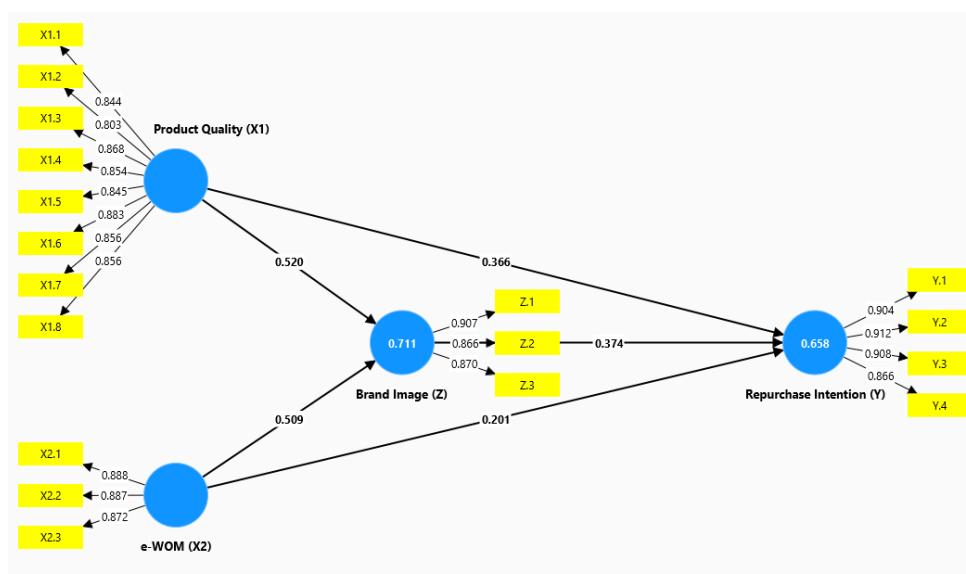 X1.1
X1.2
X1.3
X1.4
X1.5
X1.6
X1.7
X1.8
0.844
0.803
0.868
0.854
0.845
0.883
0.856
0.856
Product Quality (X1)
0.520
0.366
Z.1
Z.2
Z.3
0.907
0.866
0.870
0.711
Brand Image (Z)
0.374
0.658
Repurchase Intention (Y)
0.904
0.912
0.908
0.866
Y.1
Y.2
Y.3
Y.4
0.509
0.201
X2.1
X2.2
X2.3
0.888
0.887
0.872
e-WOM (X2)